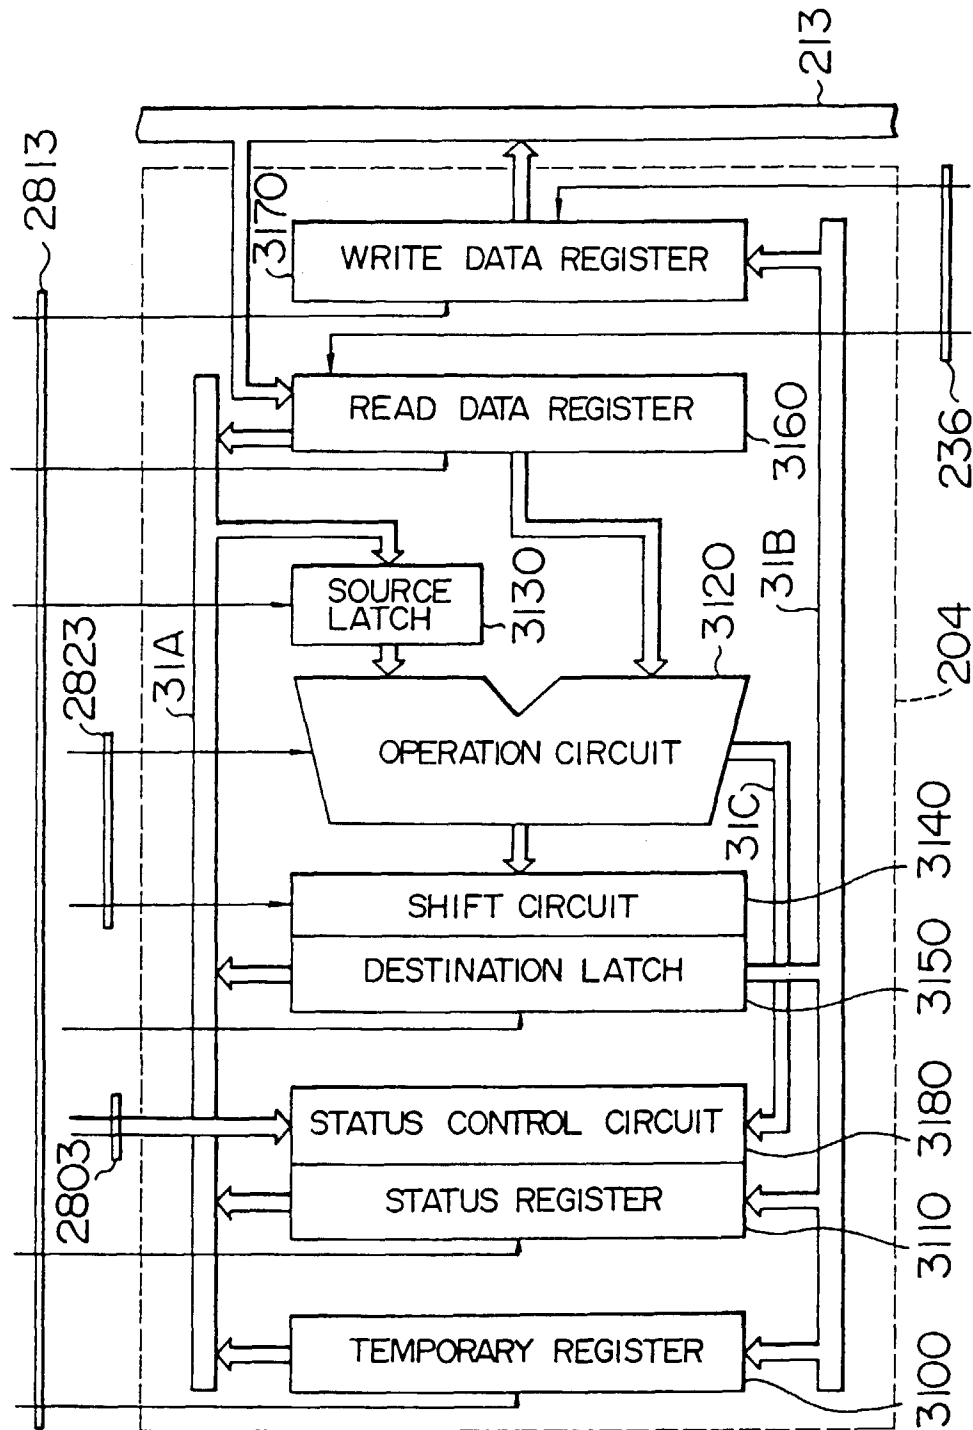 213
2813
3170
WRITE DATA REGISTER
READ DATA REGISTER
3160
236
SOURCE
LATCH
3130
31B
2823
31A
3120
204
OPERATION CIRCUIT
31C
3140
SHIFT CIRCUIT
DESTINATION LATCH
3150
2803
STATUS CONTROL CIRCUIT
3180
STATUS REGISTER
3110
TEMPORARY REGISTER
3100